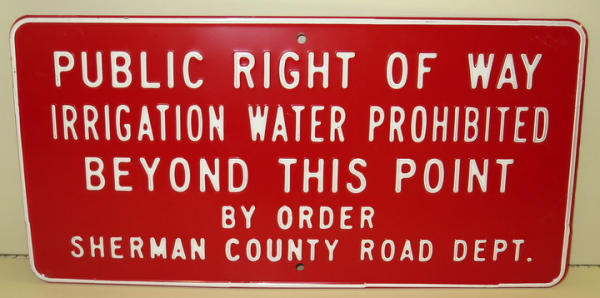 PUBLIC RIGHT OF WAY
IRRIGATION WATER PROHIBITED
BEYOND THIS POINT
BY ORDER
SHERMAN COUNTY ROAD DEPT.